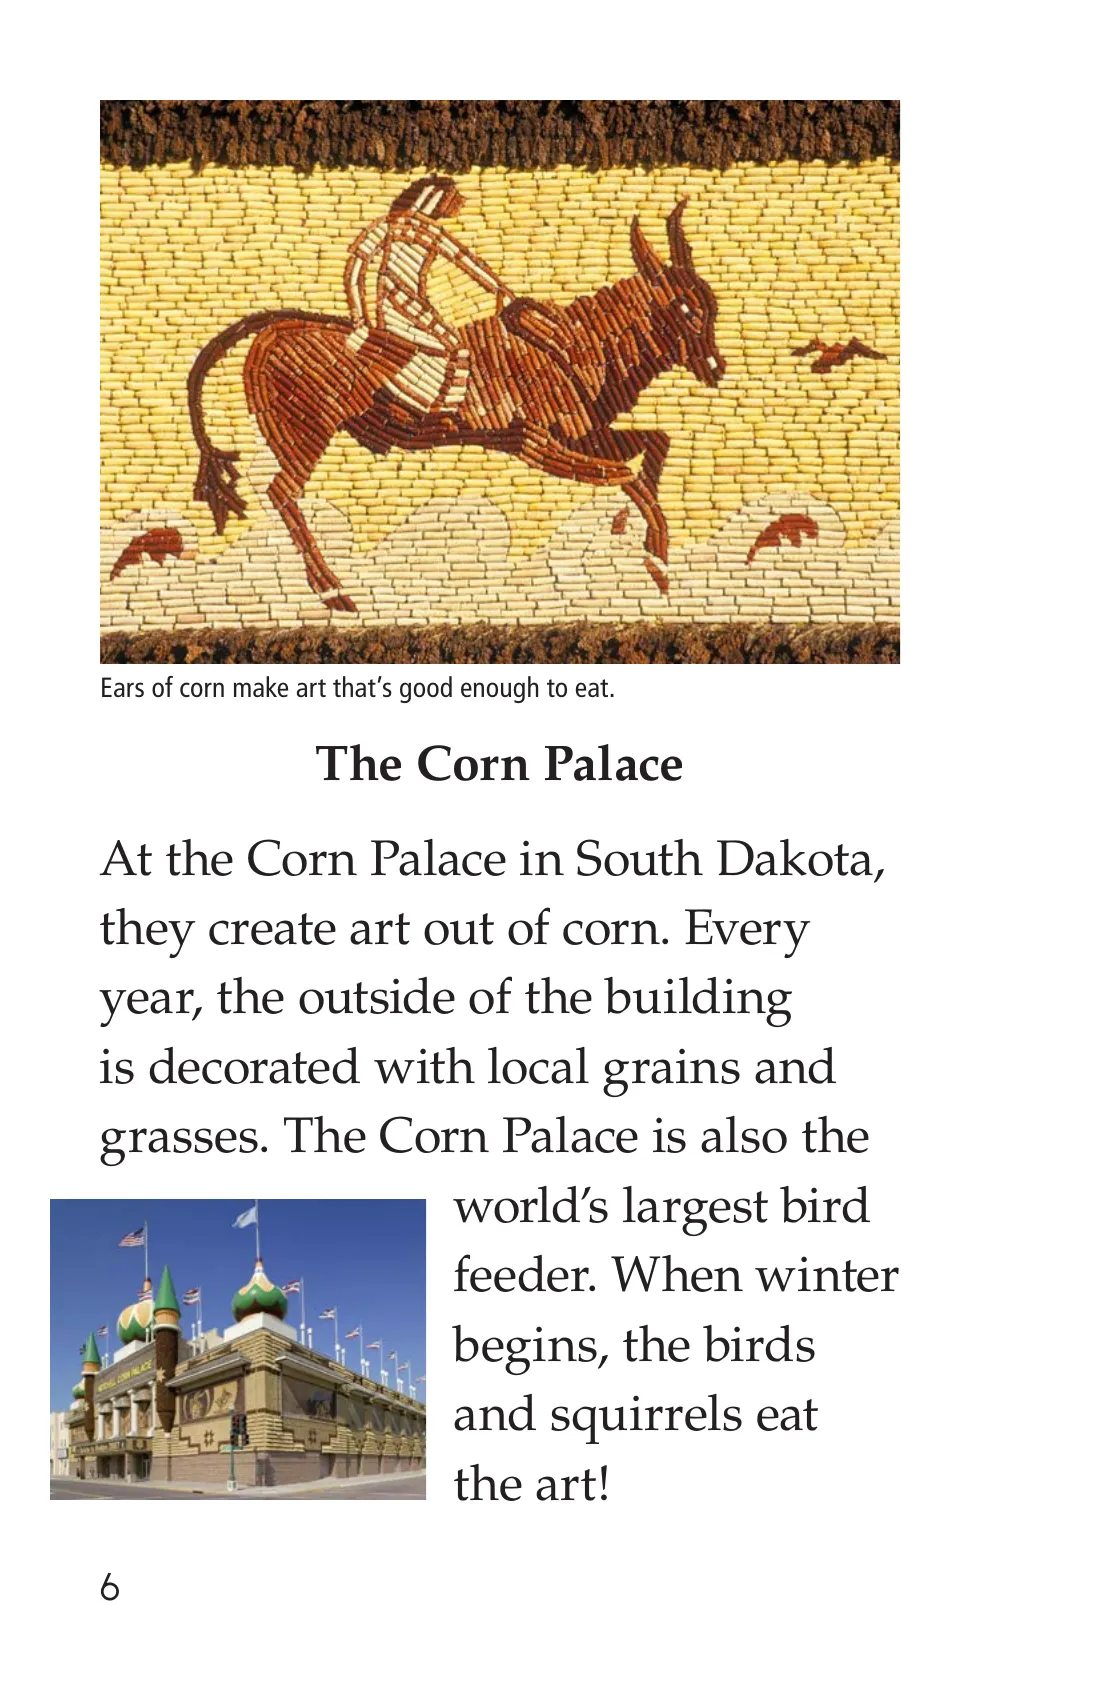 Ears of corn make art that's good enough to eat.
The Corn Palace
At the Corn Palace in South Dakota,
they create art out of corn. Every
year, the outside of the building
is decorated with local grains and
grasses. The Corn Palace is also the
world's largest bird
feeder. When winter
begins, the birds
and squirrels eat
the art!
MITCHELL CORN PALACE
6